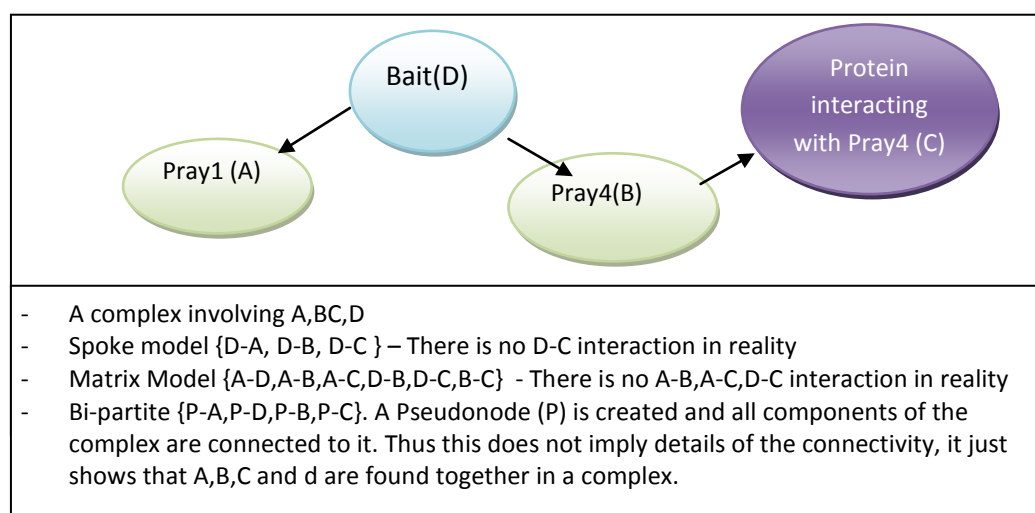 Bait(D)
Protein
interacting
with Pray4 (C)
Pray1 (A)
Pray4(B)
- A complex involving A,BC,D
- Spoke model {D-A, D-B, D-C } – There is no D-C interaction in reality
- Matrix Model {A-D,A-B,A-C,D-B,D-C,B-C} - There is no A-B,A-C,D-C interaction in reality
- Bi-partite {P-A,P-D,P-B,P-C}. A Pseudonode (P) is created and all components of the
complex are connected to it. Thus this does not imply details of the connectivity, it just
shows that A,B,C and d are found together in a complex.